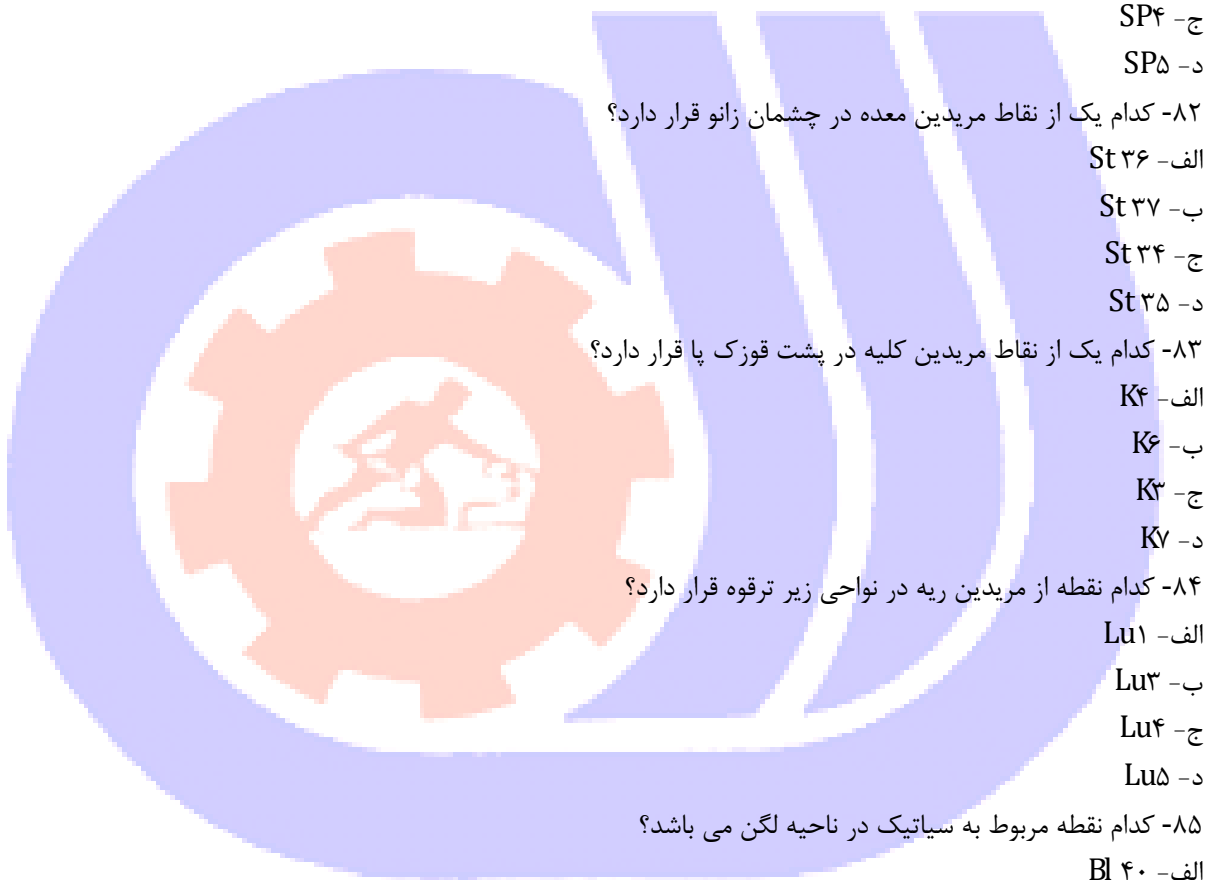 ج- SP۴
د- SP۵
۸۲- کدام یک از نقاط مریدین معده در چشمان زانو قرار دارد؟
الف- St ۳۶
ب- St ۳۷
ج- St ۳۴
د- St ۳۵
۸۳- کدام یک از نقاط مریدین کلیه در پشت قوزک پا قرار دارد؟
الف- K۴
ب- K۶
ج- K۳
د- K۷
۸۴- کدام نقطه از مریدین ریه در نواحی زیر ترقوه قرار دارد؟
الف- Lu۱
ب- Lu۳
ج- Lu۴
د- Lu۵
۸۵- کدام نقطه مربوط به سیاتیک در ناحیه لگن می باشد؟
الف- Bl ۴۰